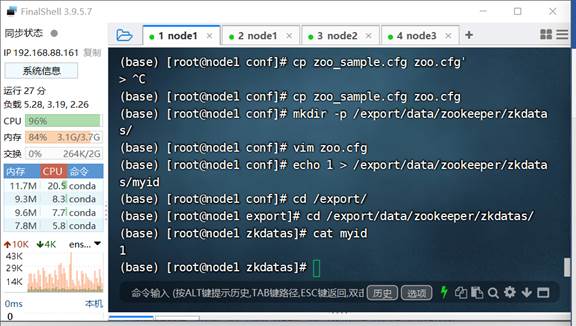 FinalShell 3.9.5.7
同步状态
IP 192.168.88.161 复制
系统信息
运行 27 分
负载 5.28, 3.19, 2.26
CPU 96%
内存 84% 3.1G/3.7G
交换 0% 264K/2G
内存 CPU 命令
11.7M 20.5 conda
9.3M 8.3 conda
9.6M 7.7 conda
7.8M 5.8 conda
10K 4K ens...
43K
30K
15K
0ms 本机
1 node1
2 node1
3 node2
4 node3
(base) [root@node1 conf]# cp zoo_sample.cfg zoo.cfg'
> ^C
(base) [root@node1 conf]# cp zoo_sample.cfg zoo.cfg
(base) [root@node1 conf]# mkdir -p /export/data/zookeeper/zkdata
s/
(base) [root@node1 conf]# vim zoo.cfg
(base) [root@node1 conf]# echo 1 > /export/data/zookeeper/zkdata
s/myid
(base) [root@node1 conf]# cd /export/
(base) [root@node1 export]# cd /export/data/zookeeper/zkdatas/
(base) [root@node1 zkdatas]# cat myid
1
(base) [root@node1 zkdatas]#
命令输入 (按ALT键提示历史,TAB键路径,ESC键返回,双击
历史
选项